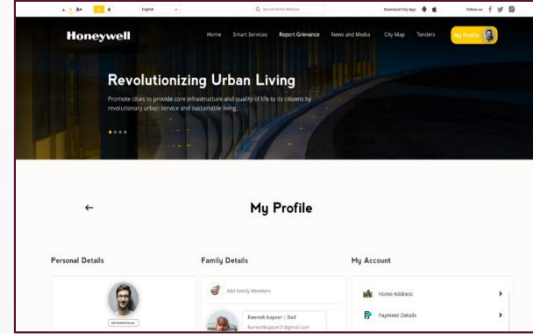 A A A+ A A English Search Entire Website Download City App Follow us
Honeywell
Home Smart Services Report Grievance News and Media City Map Tenders My Profile
Revolutionizing Urban Living
Promote cities to provide core infrastructure and quality of life to its citizens by
revolutionary urban service and sustainable living.
My Profile
Personal Details Family Details My Account
Add Family Members
Home Address
Ramesh kapoor | Dad
Payment Details